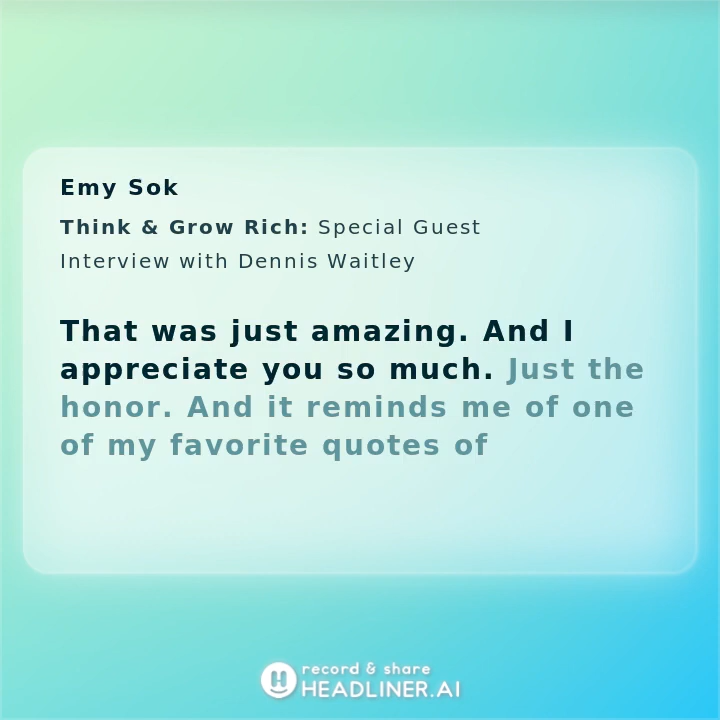 Emy Sok
Think & Grow Rich: Special Guest
Interview with Dennis Waitley
That was just amazing. And I
appreciate you so much. Just the
honor. And it reminds me of one
of my favorite quotes of
record & share
HEADLINER.AI